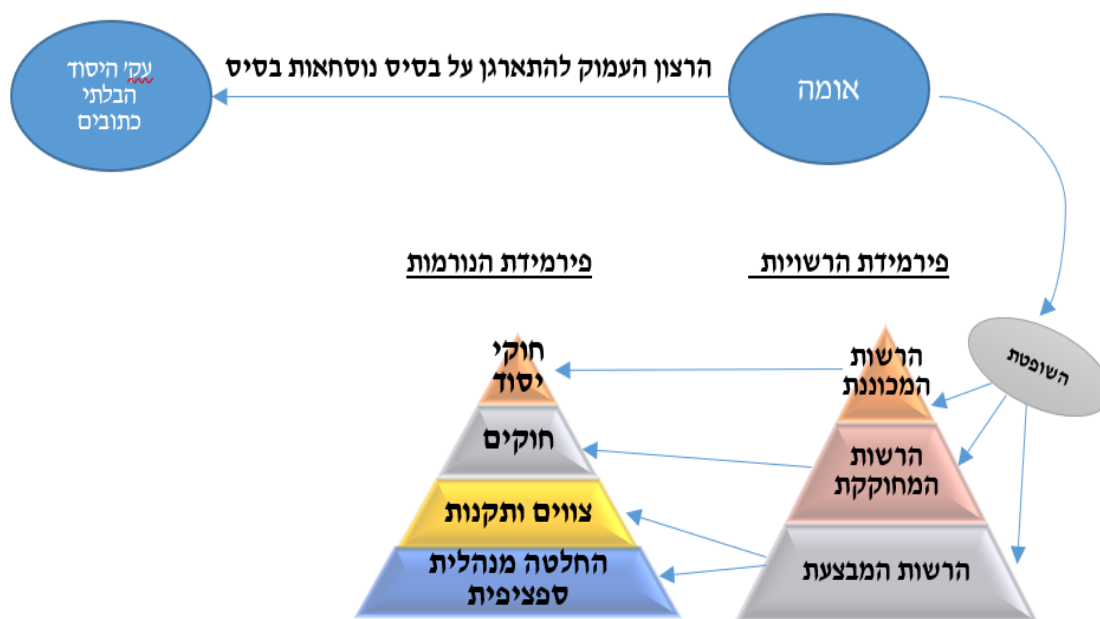 אומה
הרצון העמוק להתארגן על בסיס נוסחאות בסיס
עק' היסוד
הבלתי
כתובים
פירמידת הרשויות
פירמידת הנורמות
השופטת
הרשות
המכוננת
הרשות
המחוקקת
הרשות המבצעת
חוקי
יסוד
חוקים
צווים ותקנות
החלטה מנהלית
ספציפית